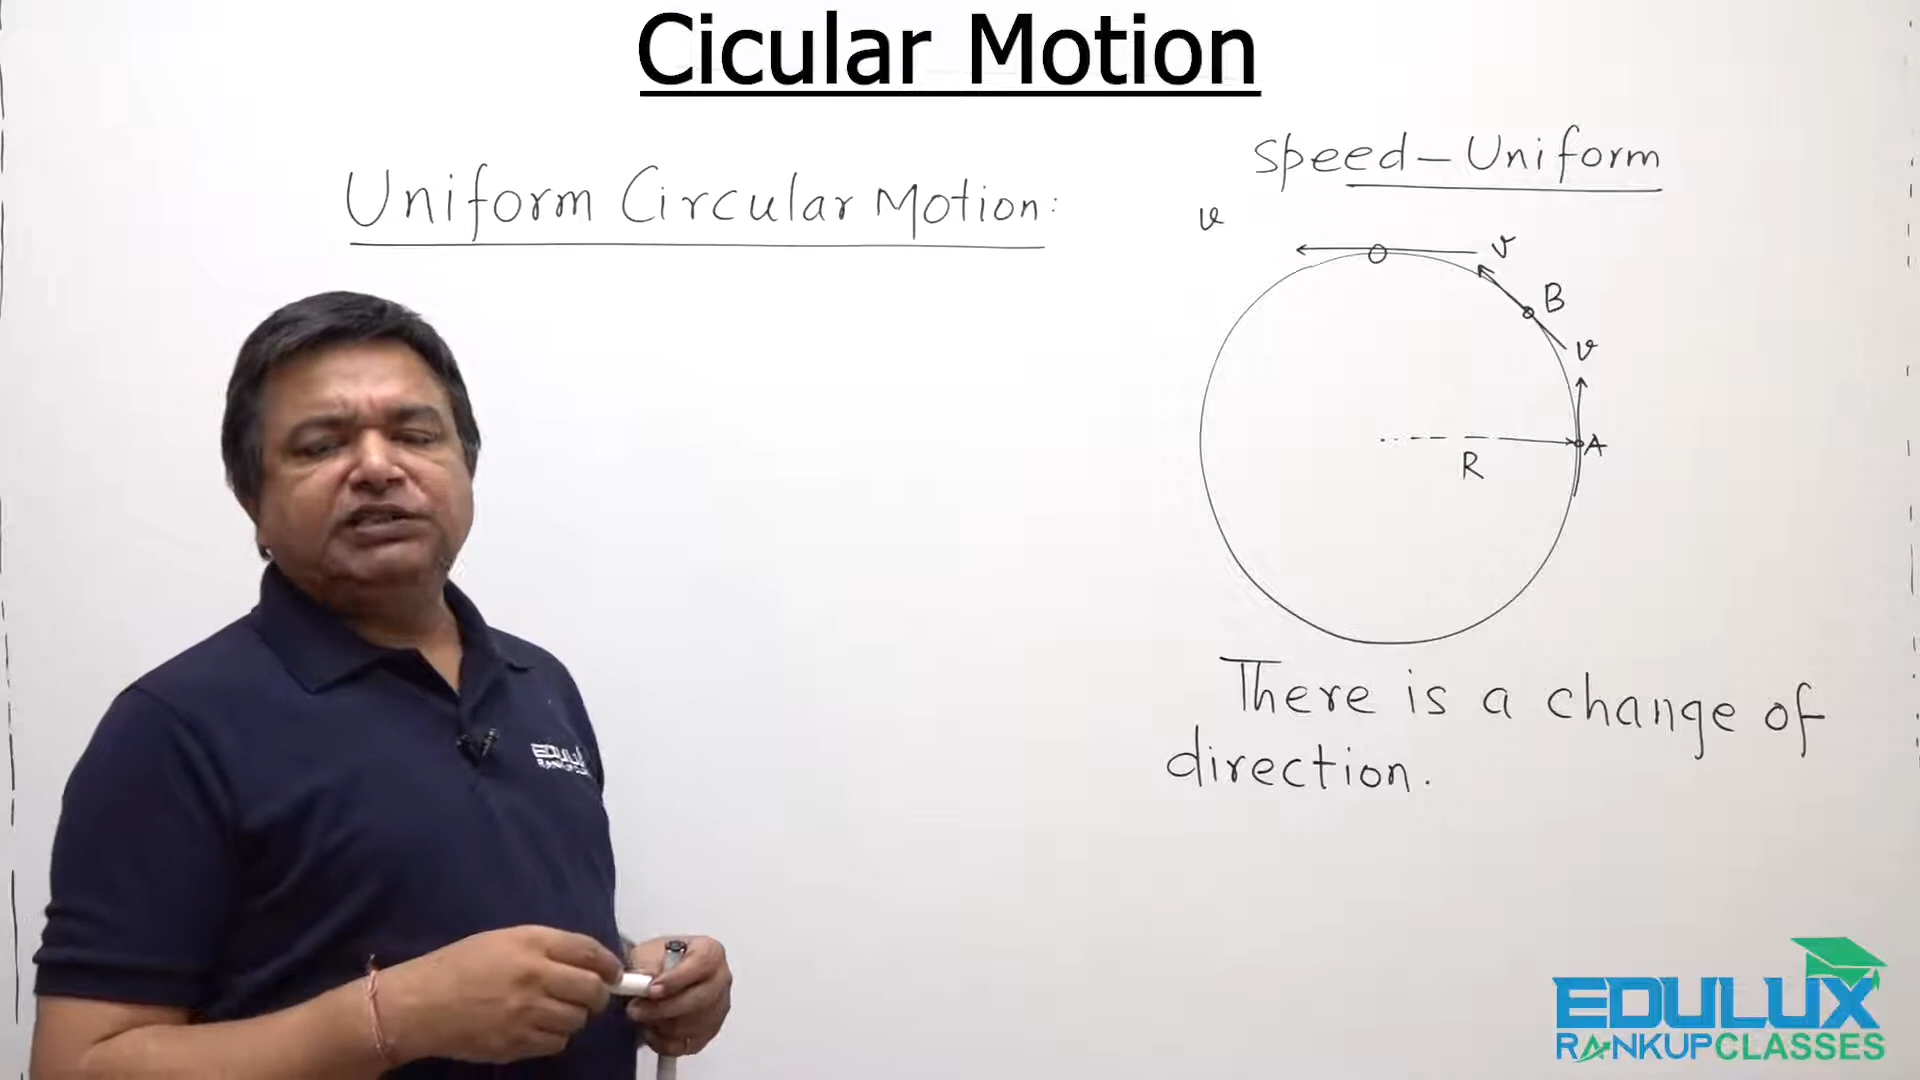 Cicular Motion
Uniform Circular Motion:
Speed – Uniform
v
v
B
v
A
R
There is a change of
direction.
EDULUX
RANKUPCLASSES